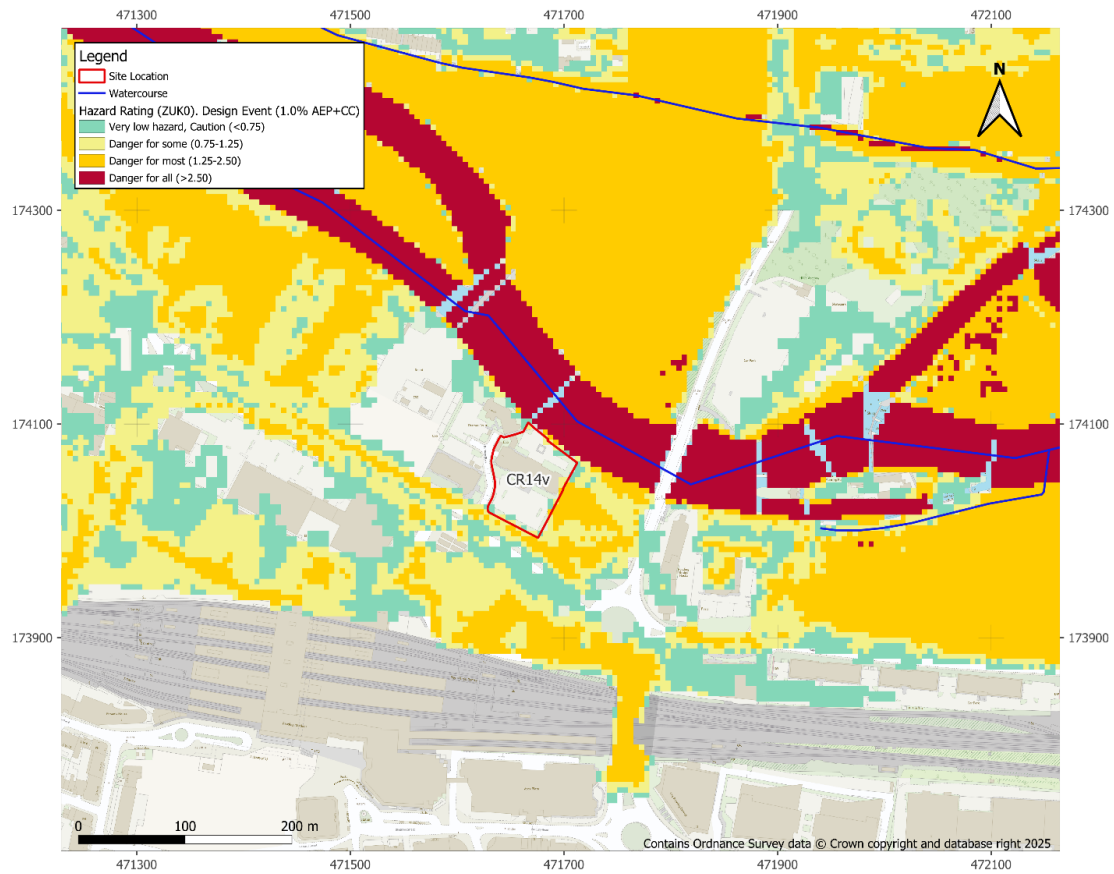 471300 471500 471700 471900 472100
Legend
Site Location
Watercourse
Hazard Rating (ZUK0). Design Event (1.0% AEP+CC)
Very low hazard, Caution (<0.75)
Danger for some (0.75-1.25)
Danger for most (1.25-2.50)
Danger for all (>2.50)
N
174300 174300
174100 174100
CR14v
173900 173900
0 100 200 m
Contains Ordnance Survey data © Crown copyright and database right 2025
471300 471500 471700 471900 472100